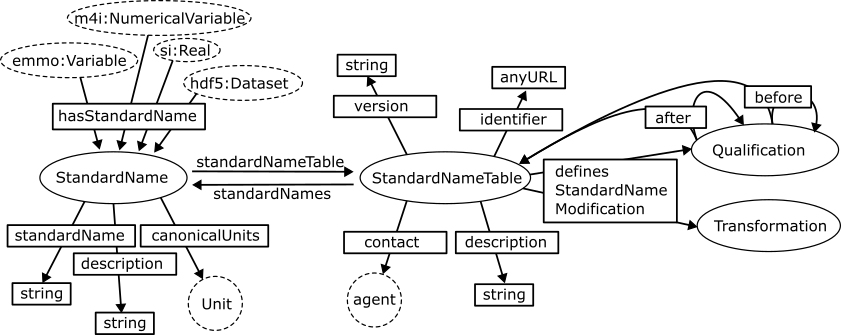 m4i:NumericalVariable
si:Real
emmo:Variable
hdf5:Dataset
hasStandardName
string
version
anyURL
identifier
before
after
Qualification
StandardName
standardNameTable
standardNames
StandardNameTable
defines
StandardName
Modification
Transformation
standardName
canonicalUnits
description
string
string
Unit
contact
description
agent
string